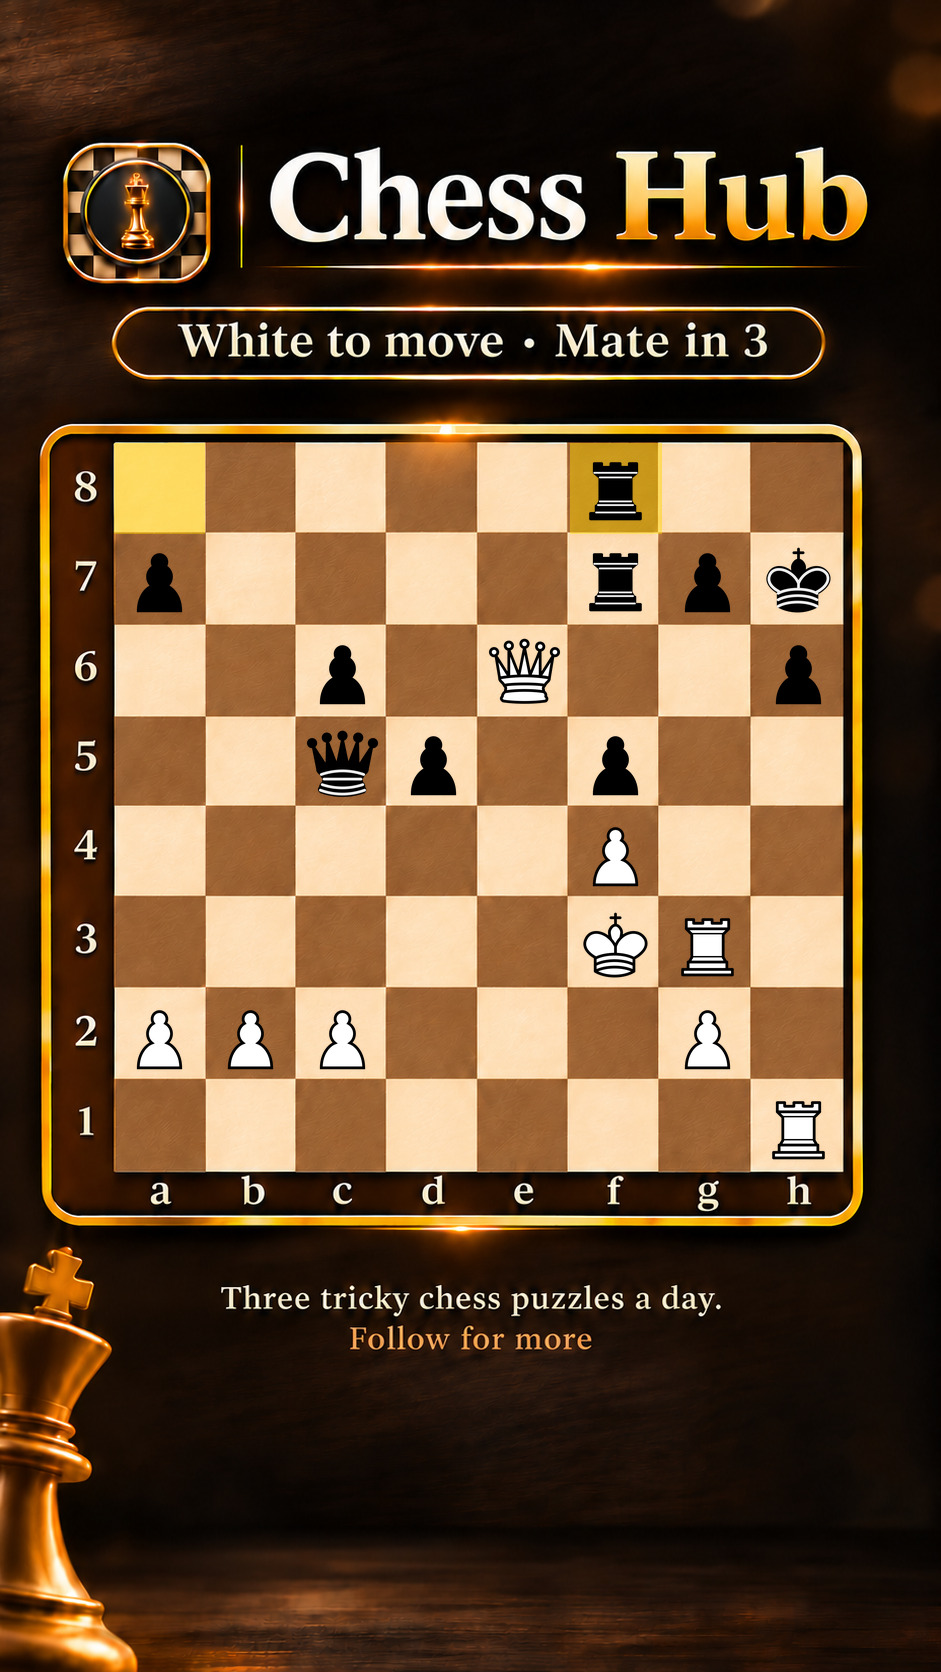 Chess Hub
White to move • Mate in 3
8
7
6
5
4
3
2
1
a b c d e f g h
Three tricky chess puzzles a day.
Follow for more